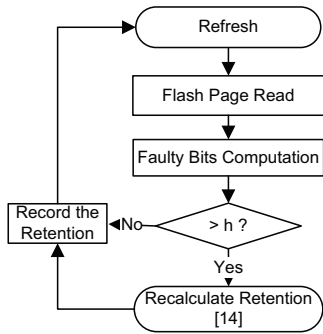 Refresh
Flash Page Read
Faulty Bits Computation
Record the
Retention
No
> h ?
Yes
Recalculate Retention
[14]